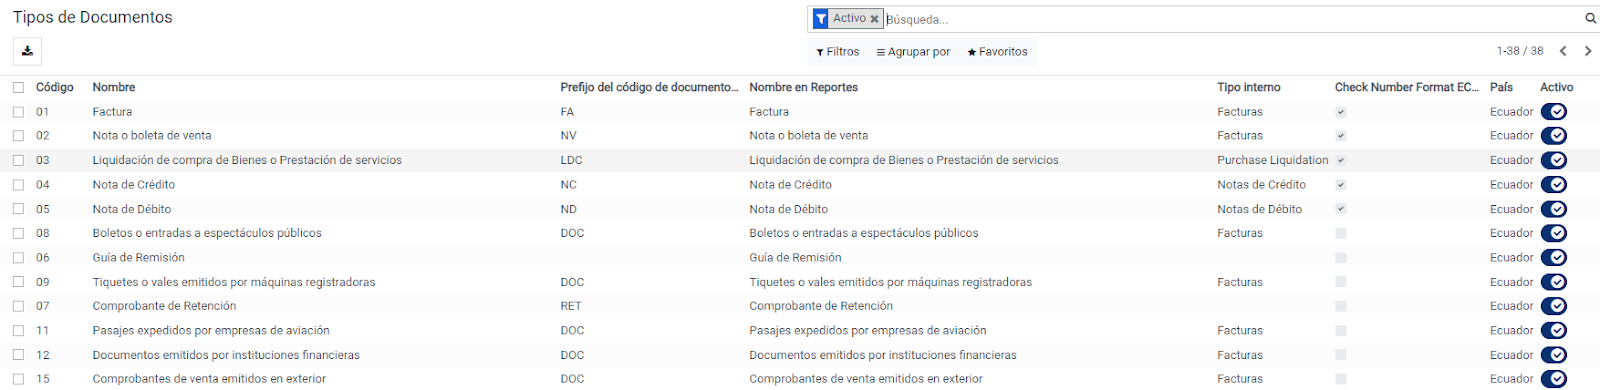 Tipos de Documentos
Activo Búsqueda...
Filtros Agrupar por Favoritos 1-38 / 38
Código Nombre Prefijo del código de documento... Nombre en Reportes Tipo interno Check Number Format EC... País Activo
01 Factura FA Factura Facturas Ecuador
02 Nota o boleta de venta NV Nota o boleta de venta Facturas Ecuador
03 Liquidación de compra de Bienes o Prestación de servicios LDC Liquidación de compra de Bienes o Prestación de servicios Purchase Liquidation Ecuador
04 Nota de Crédito NC Nota de Crédito Notas de Crédito Ecuador
05 Nota de Débito ND Nota de Débito Notas de Débito Ecuador
08 Boletos o entradas a espectáculos públicos DOC Boletos o entradas a espectáculos públicos Facturas Ecuador
06 Guía de Remisión Guía de Remisión Ecuador
09 Tiquetes o vales emitidos por máquinas registradoras DOC Tiquetes o vales emitidos por máquinas registradoras Facturas Ecuador
07 Comprobante de Retención RET Comprobante de Retención Ecuador
11 Pasajes expedidos por empresas de aviación DOC Pasajes expedidos por empresas de aviación Facturas Ecuador
12 Documentos emitidos por instituciones financieras DOC Documentos emitidos por instituciones financieras Facturas Ecuador
15 Comprobantes de venta emitidos en exterior DOC Comprobantes de venta emitidos en exterior Facturas Ecuador